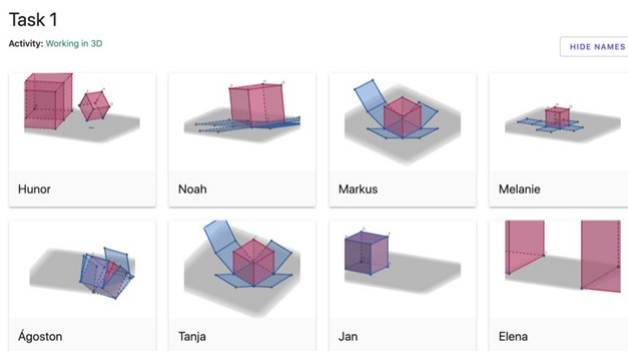 Task 1
Activity: Working in 3D
HIDE NAMES
Hunor
Noah
Markus
Melanie
Ágoston
Tanja
Jan
Elena